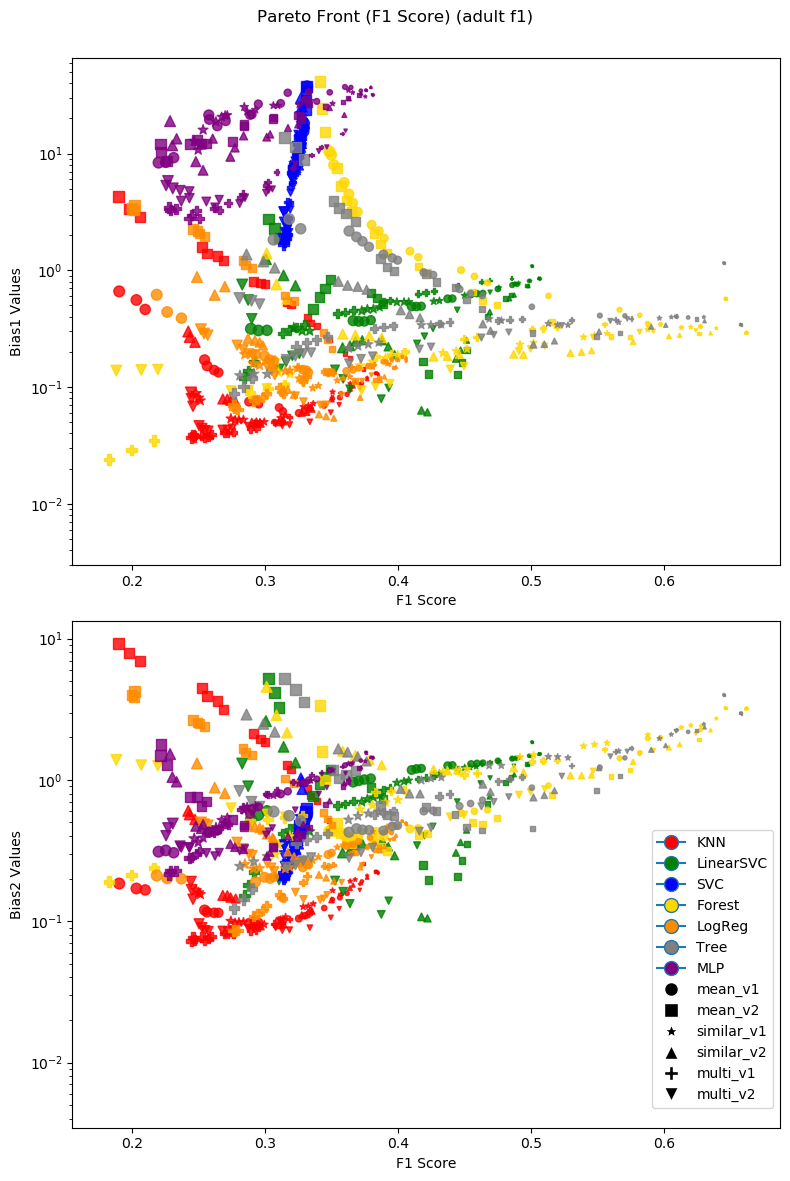 Pareto Front (F1 Score) (adult f1)
Bias1 Values
10¹
10⁰
10⁻¹
10⁻²
0.2 0.3 0.4 0.5 0.6
F1 Score
Bias2 Values
10¹
10⁰
10⁻¹
10⁻²
KNN
LinearSVC
SVC
Forest
LogReg
Tree
MLP
mean_v1
mean_v2
similar_v1
similar_v2
multi_v1
multi_v2
0.2 0.3 0.4 0.5 0.6
F1 Score